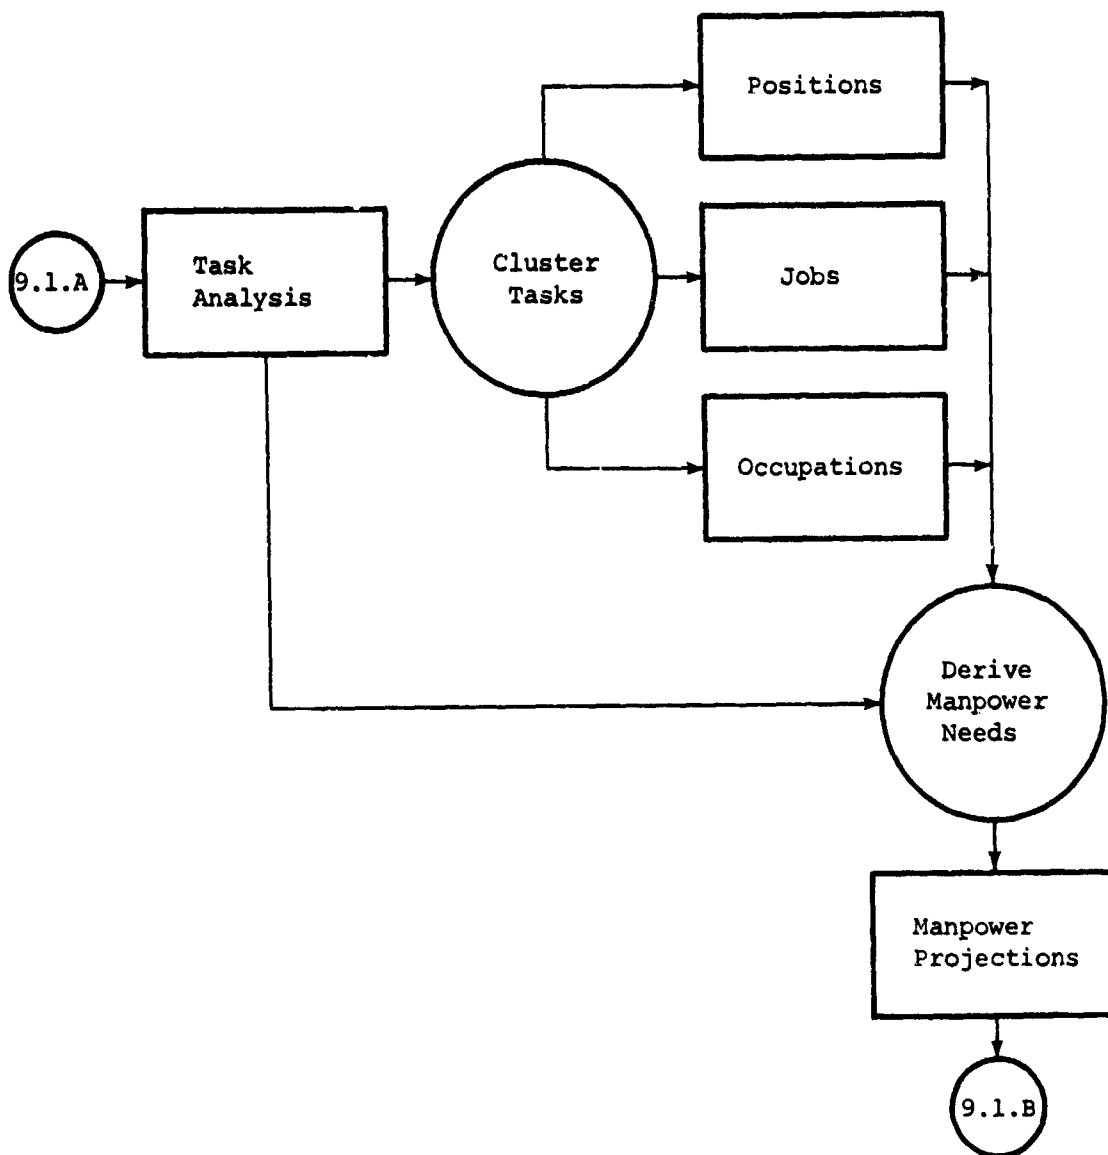 Positions
9.1.A
Task
Analysis
Cluster
Tasks
Jobs
Occupations
Derive
Manpower
Needs
Manpower
Projections
9.1.B